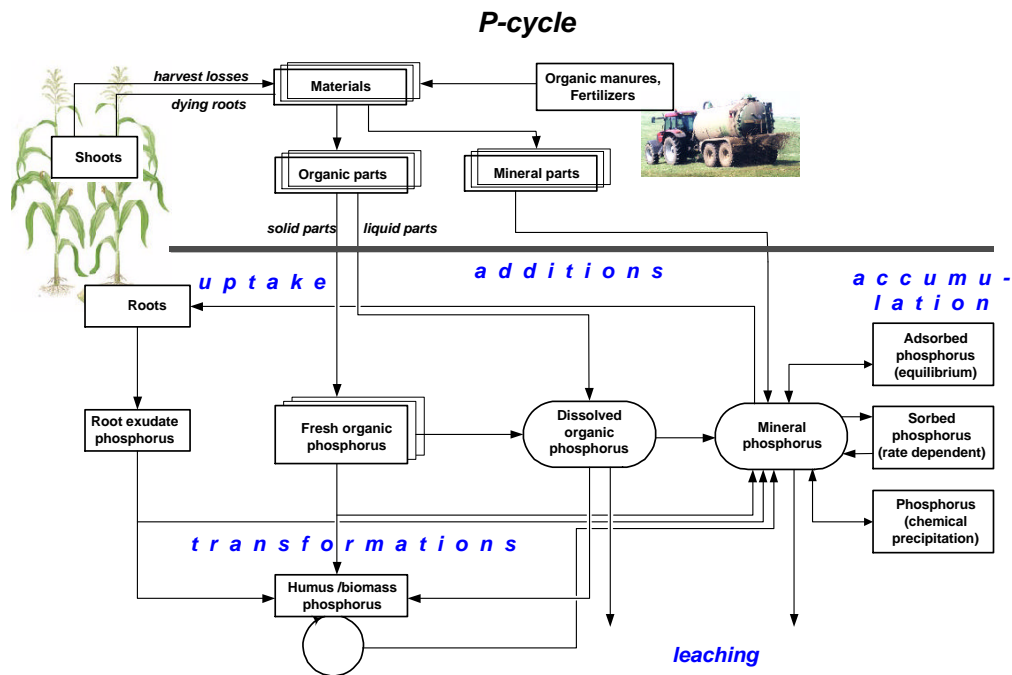 P-cycle
harvest losses
dying roots
Materials
Organic manures,
Fertilizers
Shoots
Organic parts
Mineral parts
solid parts
liquid parts
u p t a k e
a d d i t i o n s
a c c u m u -
l a t i o n
Roots
Adsorbed
phosphorus
(equilibrium)
Root exudate
phosphorus
Fresh organic
phosphorus
Dissolved
organic
phosphorus
Mineral
phosphorus
Sorbed
phosphorus
(rate dependent)
Phosphorus
(chemical
precipitation)
t r a n s f o r m a t i o n s
Humus /biomass
phosphorus
leaching